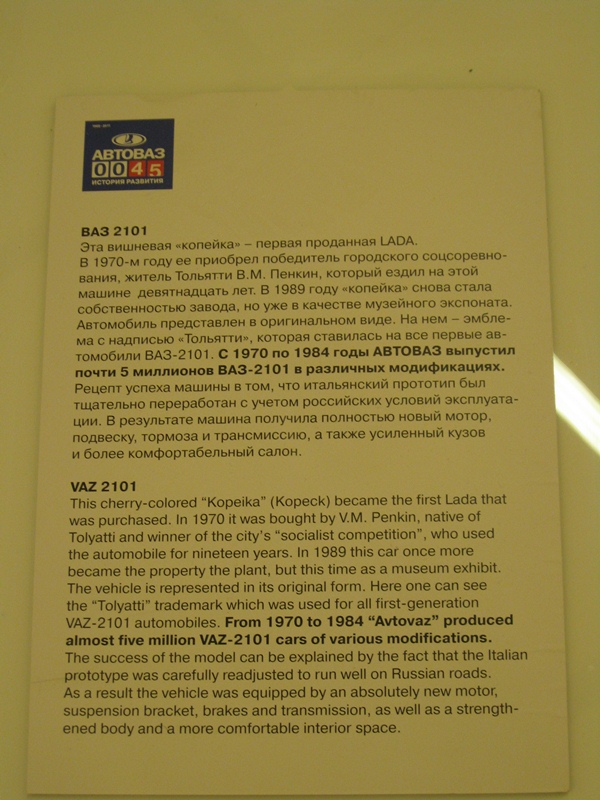 АВТОВАЗ
0045
ИСТОРИЯ РАЗВИТИЯ
ВАЗ 2101
Эта вишневая «копейка» – первая проданная LADA.
В 1970-м году ее приобрел победитель городского соцсоревно-
вания, житель Тольятти В.М. Пенкин, который ездил на этой
машине девятнадцать лет. В 1989 году «копейка» снова стала
собственностью завода, но уже в качестве музейного экспоната.
Автомобиль представлен в оригинальном виде. На нем – эмбле-
ма с надписью «Тольятти», которая ставилась на все первые ав-
томобили ВАЗ-2101. С 1970 по 1984 годы АВТОВАЗ выпустил
почти 5 миллионов ВАЗ-2101 в различных модификациях.
Рецепт успеха машины в том, что итальянский прототип был
тщательно переработан с учетом российских условий эксплуата-
ции. В результате машина получила полностью новый мотор,
подвеску, тормоза и трансмиссию, а также усиленный кузов
и более комфортабельный салон.
VAZ 2101
This cherry-colored “Kopeika” (Kopeck) became the first Lada that
was purchased. In 1970 it was bought by V.M. Penkin, native of
Tolyatti and winner of the city’s “socialist competition”, who used
the automobile for nineteen years. In 1989 this car once more
became the property the plant, but this time as a museum exhibit.
The vehicle is represented in its original form. Here one can see
the “Tolyatti” trademark which was used for all first-generation
VAZ-2101 automobiles. From 1970 to 1984 “Avtovaz” produced
almost five million VAZ-2101 cars of various modifications.
The success of the model can be explained by the fact that the Italian
prototype was carefully readjusted to run well on Russian roads.
As a result the vehicle was equipped by an absolutely new motor,
suspension bracket, brakes and transmission, as well as a strength-
ened body and a more comfortable interior space.